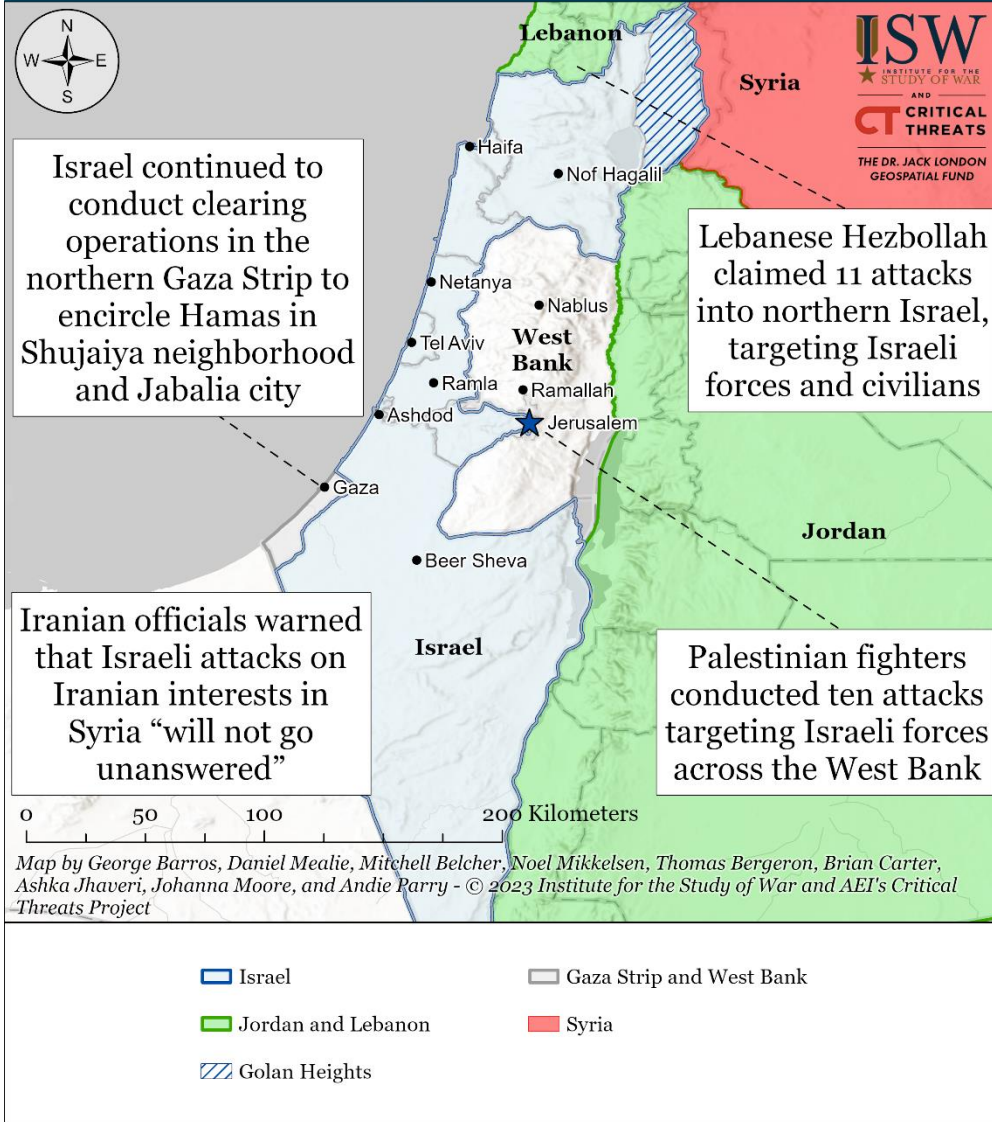 N
W
E
S
Lebanon
Syria
ISW
INSTITUTE FOR THE
STUDY OF WAR
AND
CT CRITICAL
THREATS
THE DR. JACK LONDON
GEOSPATIAL FUND
Israel continued to
conduct clearing
operations in the
northern Gaza Strip to
encircle Hamas in
Shujaiya neighborhood
and Jabalia city
Haifa
Nof Hagalil
Lebanese Hezbollah
claimed 11 attacks
into northern Israel,
targeting Israeli
forces and civilians
Netanya
Nablus
West
Bank
Tel Aviv
Ramla
Ramallah
Ashdod
Jerusalem
Gaza
Jordan
Beer Sheva
Israel
Iranian officials warned
that Israeli attacks on
Iranian interests in
Syria “will not go
unanswered”
Palestinian fighters
conducted ten attacks
targeting Israeli forces
across the West Bank
0 50 100 200 Kilometers
Map by George Barros, Daniel Mealie, Mitchell Belcher, Noel Mikkelsen, Thomas Bergeron, Brian Carter,
Ashka Jhaveri, Johanna Moore, and Andie Parry - © 2023 Institute for the Study of War and AEI's Critical
Threats Project
Israel
Gaza Strip and West Bank
Jordan and Lebanon
Syria
Golan Heights